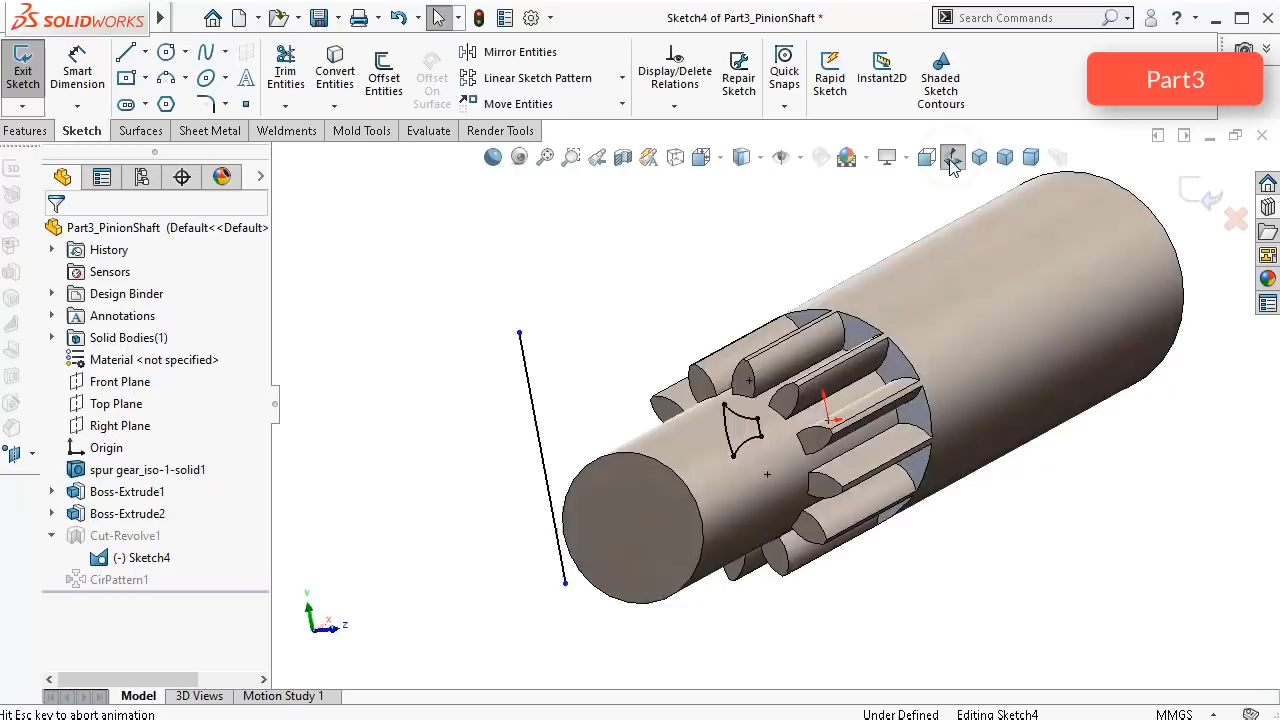 SOLIDWORKS
Sketch4 of Part3_PinionShaft *
Search Commands
?
Exit Sketch
Smart Dimension
Trim Entities
Convert Entities
Offset Entities
Offset On Surface
Mirror Entities
Linear Sketch Pattern
Move Entities
Display/Delete Relations
Repair Sketch
Quick Snaps
Rapid Sketch
Instant2D
Shaded Sketch Contours
Part3
Features
Sketch
Surfaces
Sheet Metal
Weldments
Mold Tools
Evaluate
Render Tools
3D
Part3_PinionShaft (Default<<Default>
History
Sensors
Design Binder
Annotations
Solid Bodies(1)
Material <not specified>
Front Plane
Top Plane
Right Plane
Origin
spur gear_iso-1-solid1
Boss-Extrude1
Boss-Extrude2
Cut-Revolve1
(-) Sketch4
CirPattern1
Y
X
Z
Model
3D Views
Motion Study 1
Hit Esc key to abort animation
Under Defined
Editing Sketch4
MMGS